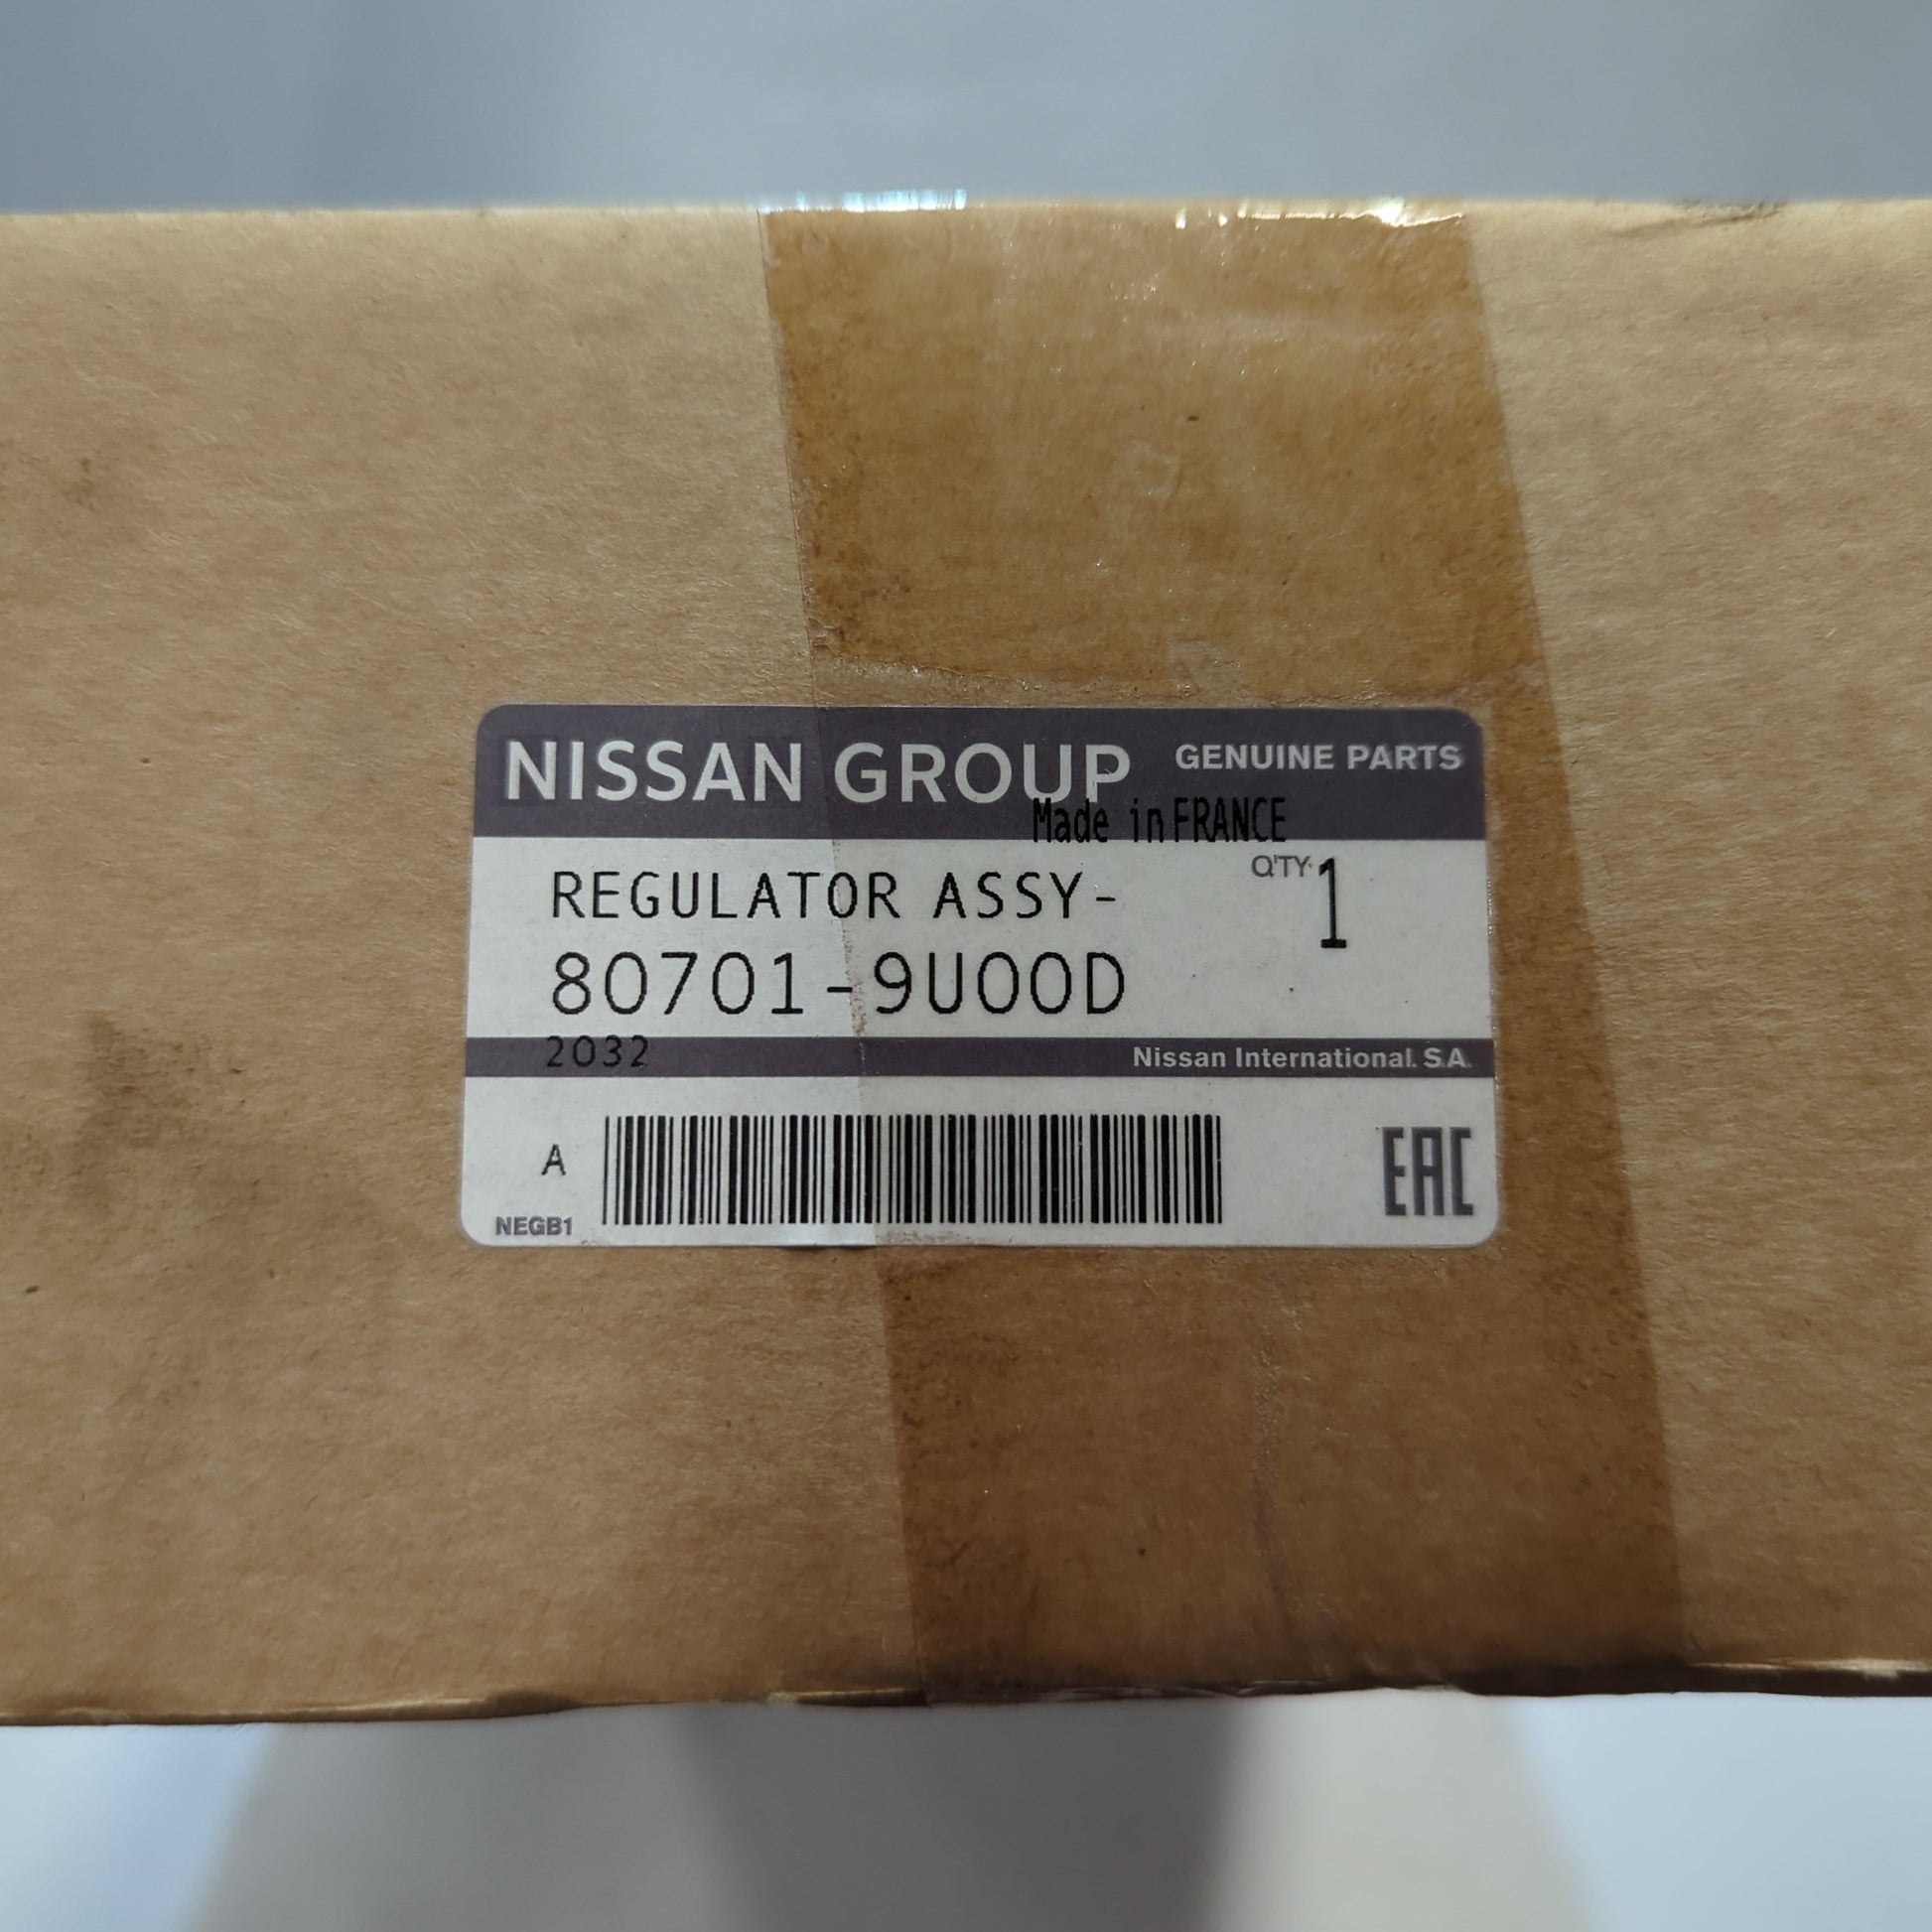 NISSAN GROUP GENUINE PARTS
Made in FRANCE
REGULATOR ASSY- Q'TY 1
80701-9U00D
2032 Nissan International. S.A.
A EAC
NEGB1